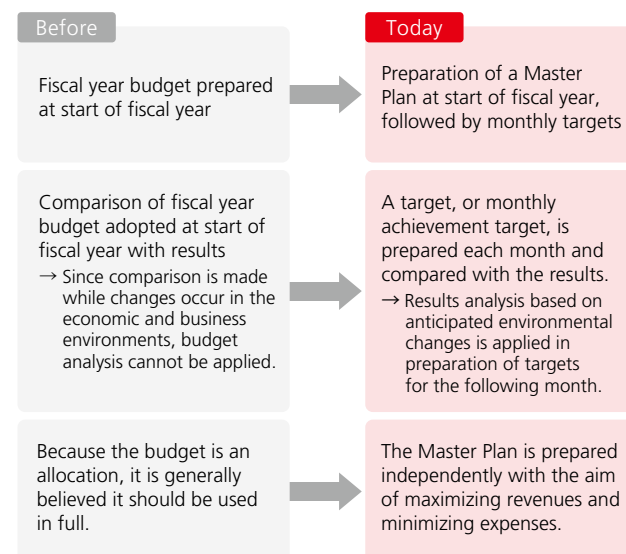 Before
Today
Fiscal year budget prepared
at start of fiscal year
Preparation of a Master
Plan at start of fiscal year,
followed by monthly targets
Comparison of fiscal year
budget adopted at start of
fiscal year with results
→ Since comparison is made
while changes occur in the
economic and business
environments, budget
analysis cannot be applied.
A target, or monthly
achievement target, is
prepared each month and
compared with the results.
→ Results analysis based on
anticipated environmental
changes is applied in
preparation of targets
for the following month.
Because the budget is an
allocation, it is generally
believed it should be used
in full.
The Master Plan is prepared
independently with the aim
of maximizing revenues and
minimizing expenses.